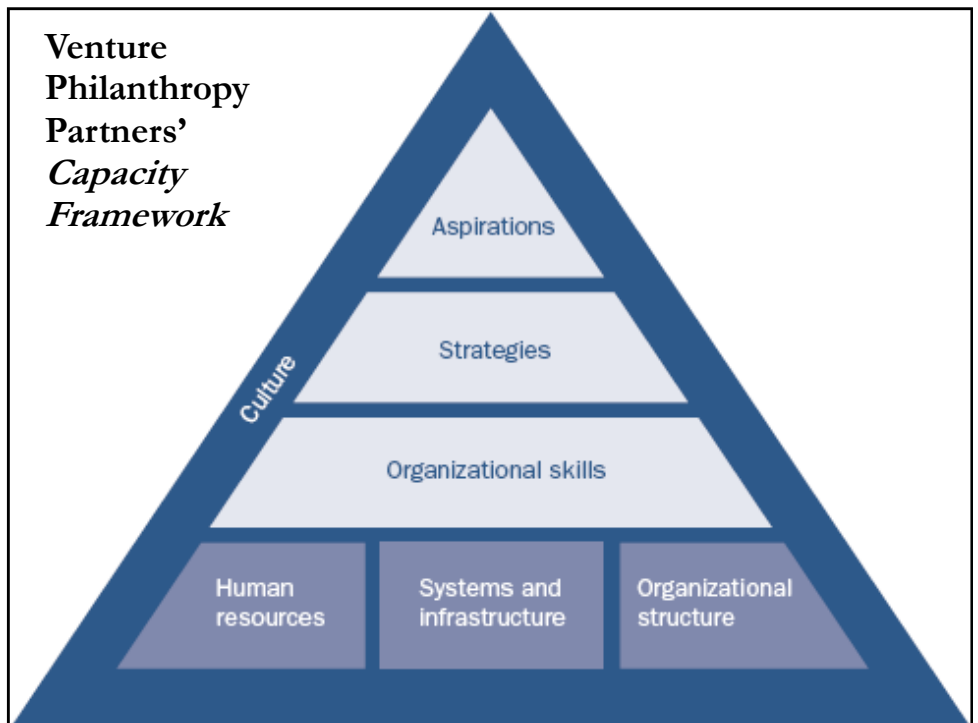 Venture
Philanthropy
Partners’
Capacity
Framework
Aspirations
Strategies
Culture
Organizational skills
Human
resources
Systems and
infrastructure
Organizational
structure